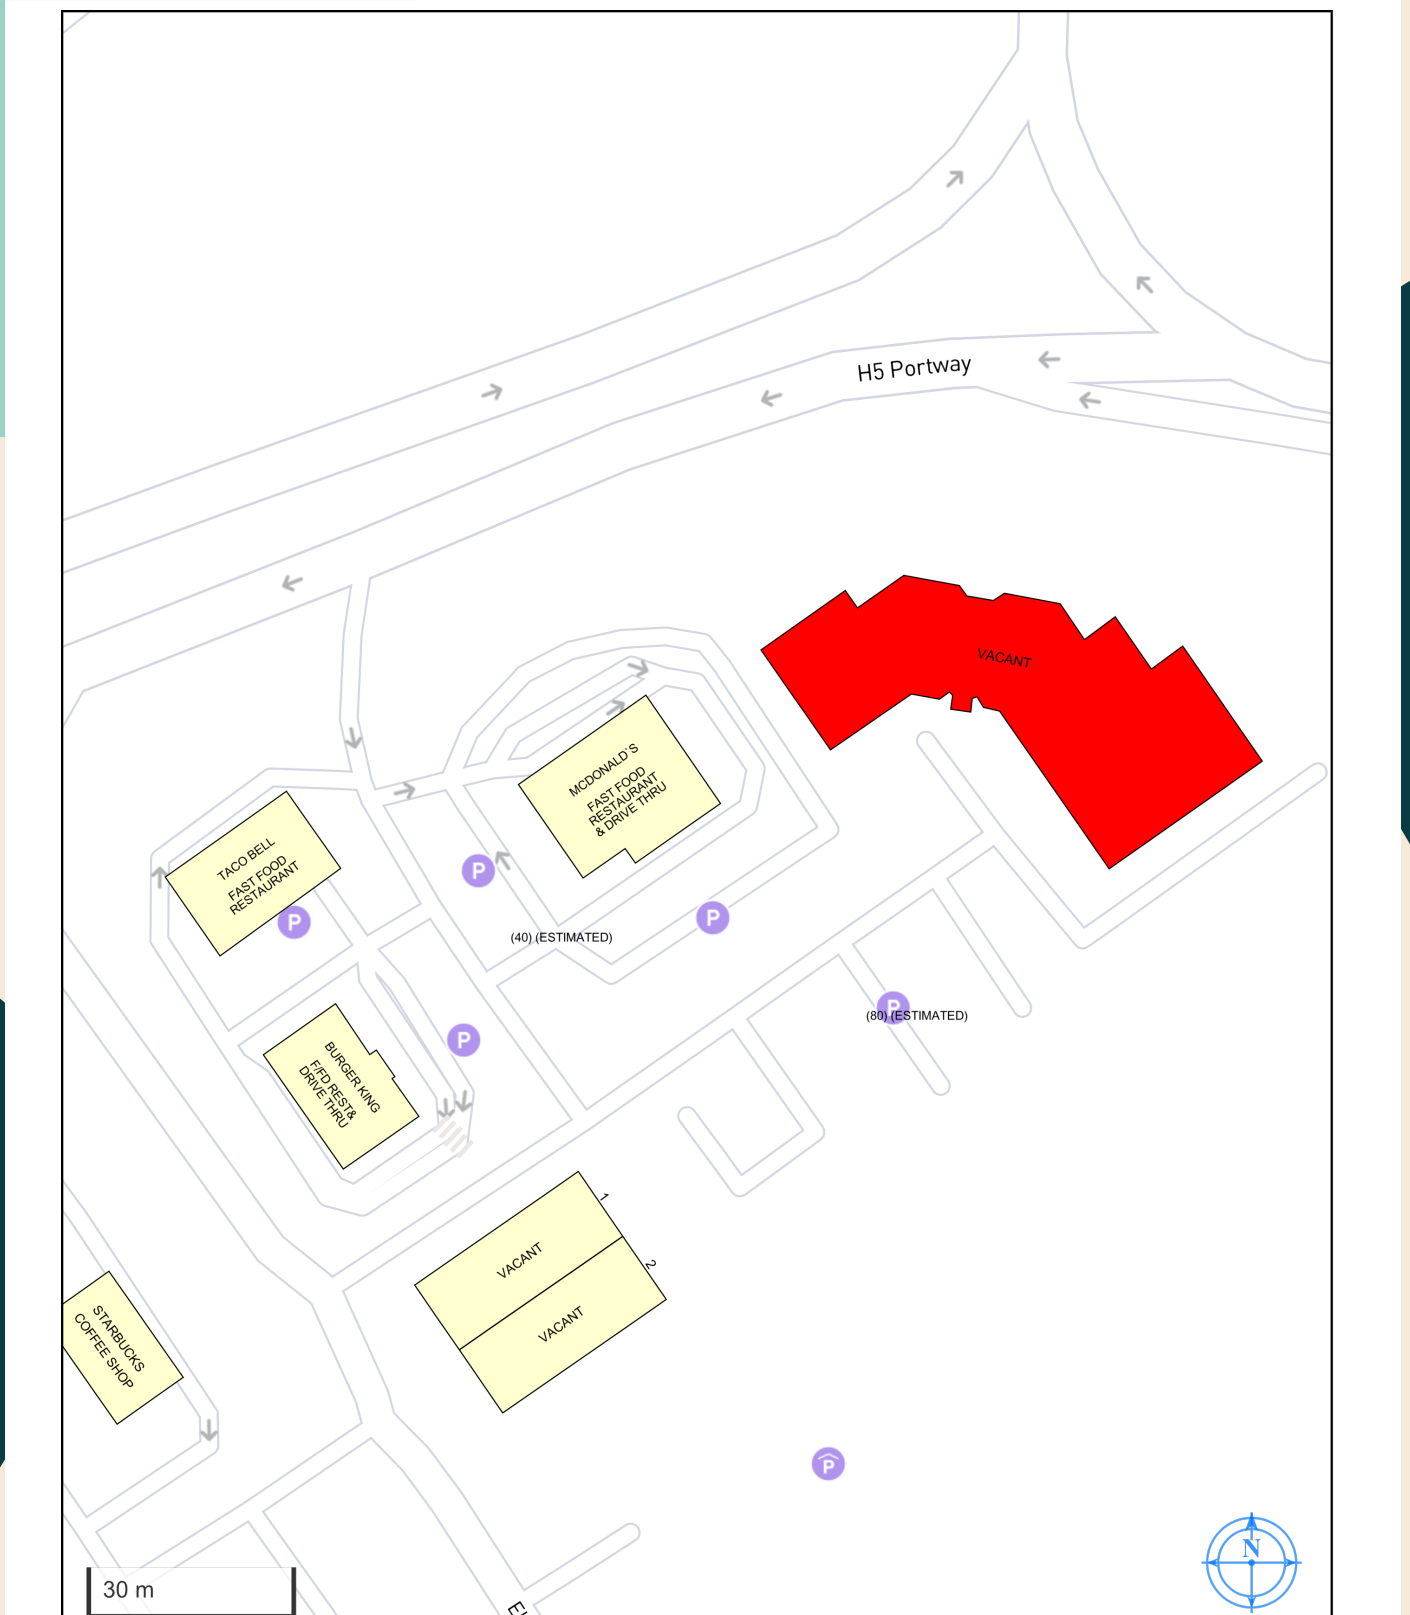 H5 Portway
VACANT
MCDONALD'S
FAST FOOD
RESTAURANT
& DRIVE THRU
TACO BELL
FAST FOOD
RESTAURANT
P
P
P
(40) (ESTIMATED)
P
(80) (ESTIMATED)
P
BURGER KING
F/FD REST&
DRIVE THRU
1
VACANT
2
VACANT
STARBUCKS
COFFEE SHOP
P
N
30 m